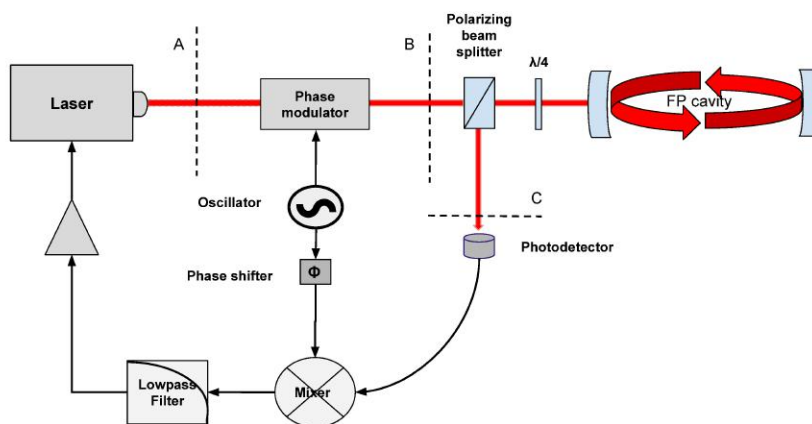 A
B
Polarizing
beam
splitter
λ/4
Laser
Phase
modulator
FP cavity
Oscillator
C
Phase shifter
Φ
Photodetector
Lowpass
Filter
Mixer